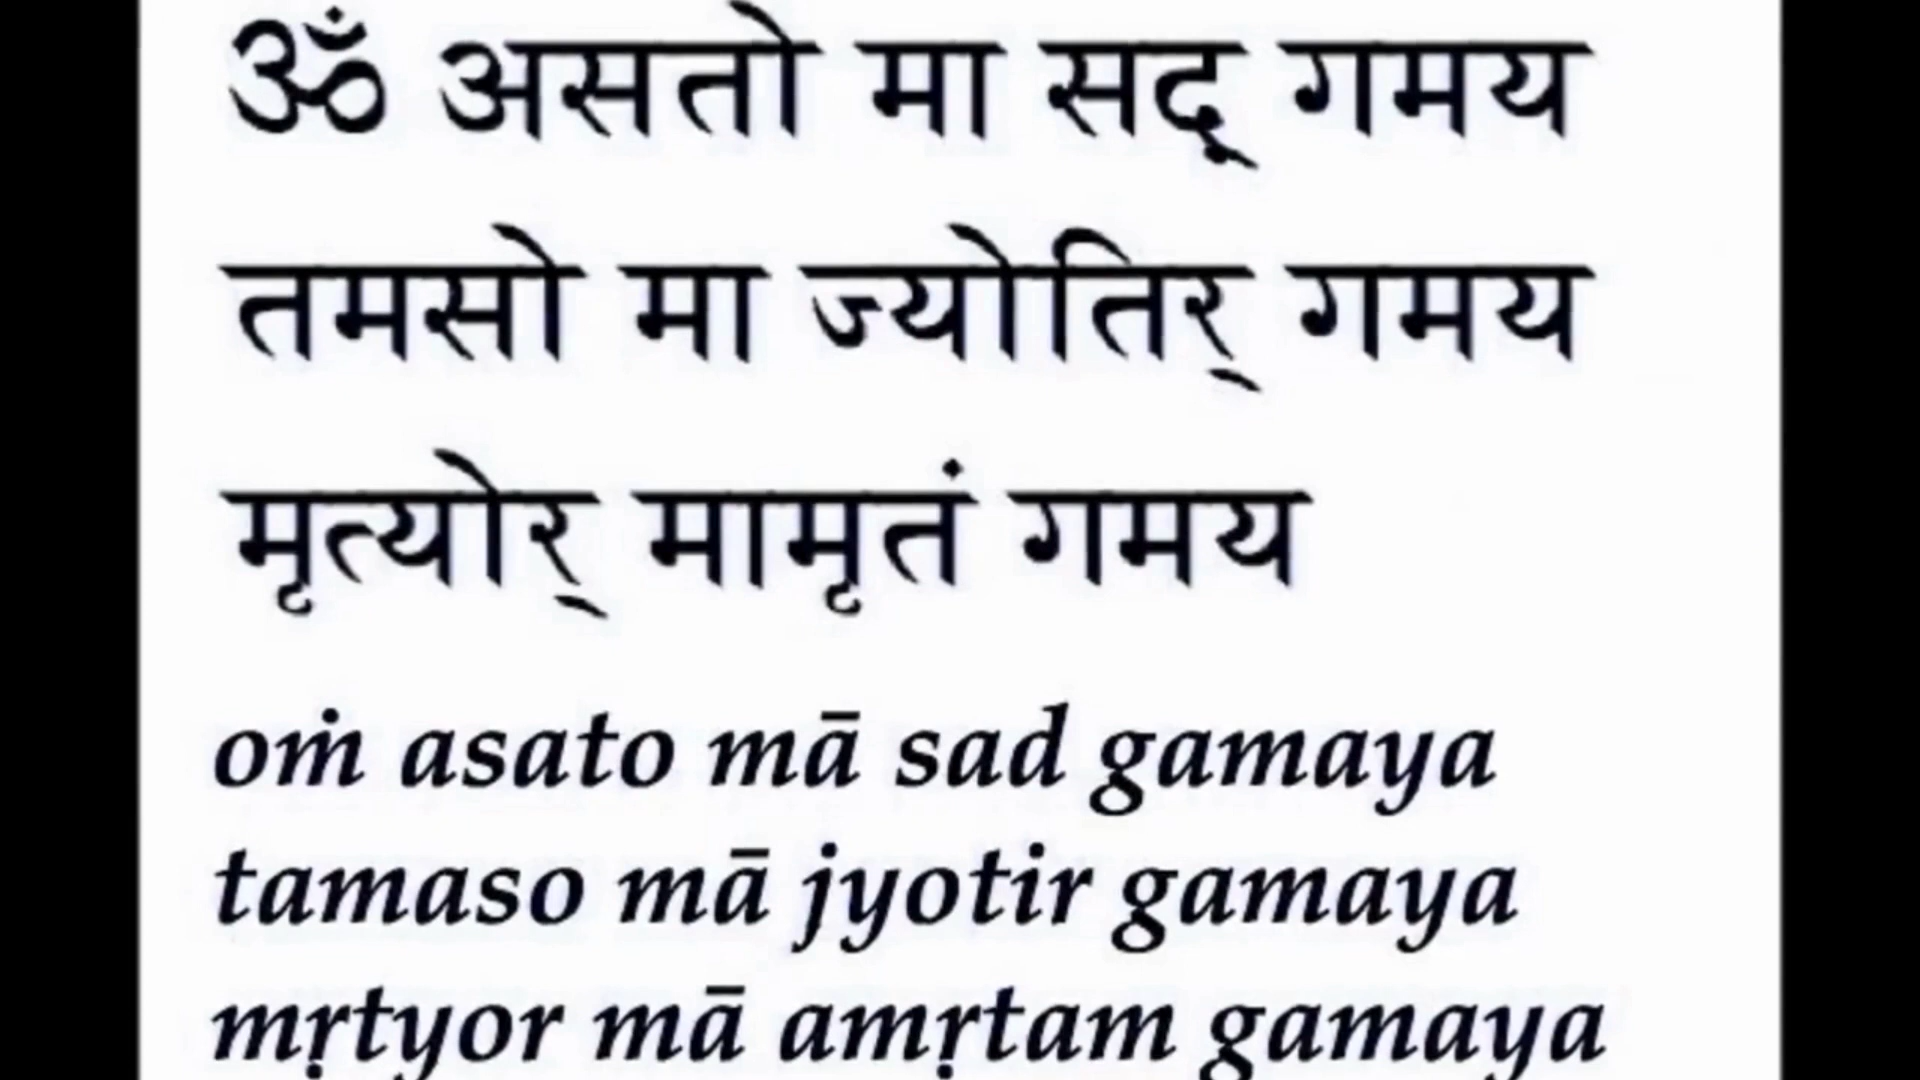 ॐ असतो मा सद् गमय
तमसो मा ज्योतिर् गमय
मृत्योर् मामृतं गमय
oṁ asato mā sad gamaya
tamaso mā jyotir gamaya
mṛtyor mā amṛtam gamaya